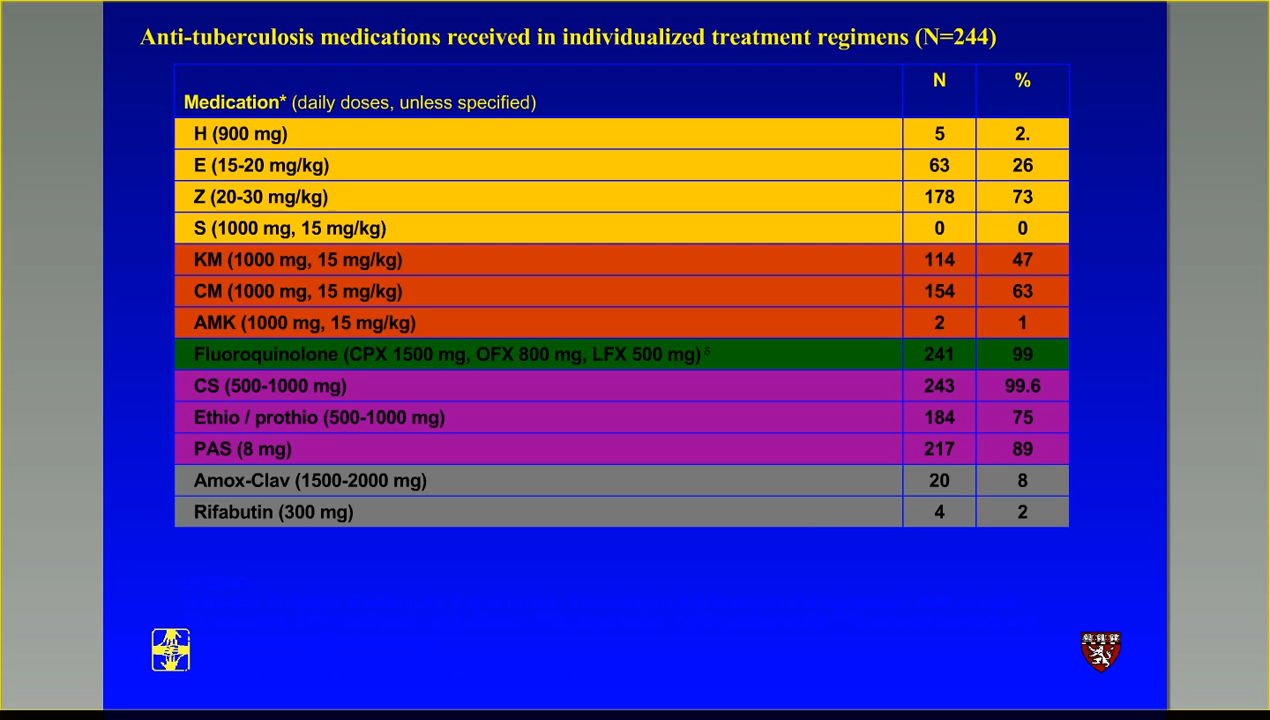 Anti-tuberculosis medications received in individualized treatment regimens (N=244)
Medication* (daily doses, unless specified) N %
H (900 mg) 5 2.
E (15-20 mg/kg) 63 26
Z (20-30 mg/kg) 178 73
S (1000 mg, 15 mg/kg) 0 0
KM (1000 mg, 15 mg/kg) 114 47
CM (1000 mg, 15 mg/kg) 154 63
AMK (1000 mg, 15 mg/kg) 2 1
Fluoroquinolone (CPX 1500 mg, OFX 800 mg, LFX 500 mg) δ 241 99
CS (500-1000 mg) 243 99.6
Ethio / prothio (500-1000 mg) 184 75
PAS (8 mg) 217 89
Amox-Clav (1500-2000 mg) 20 8
Rifabutin (300 mg) 4 2